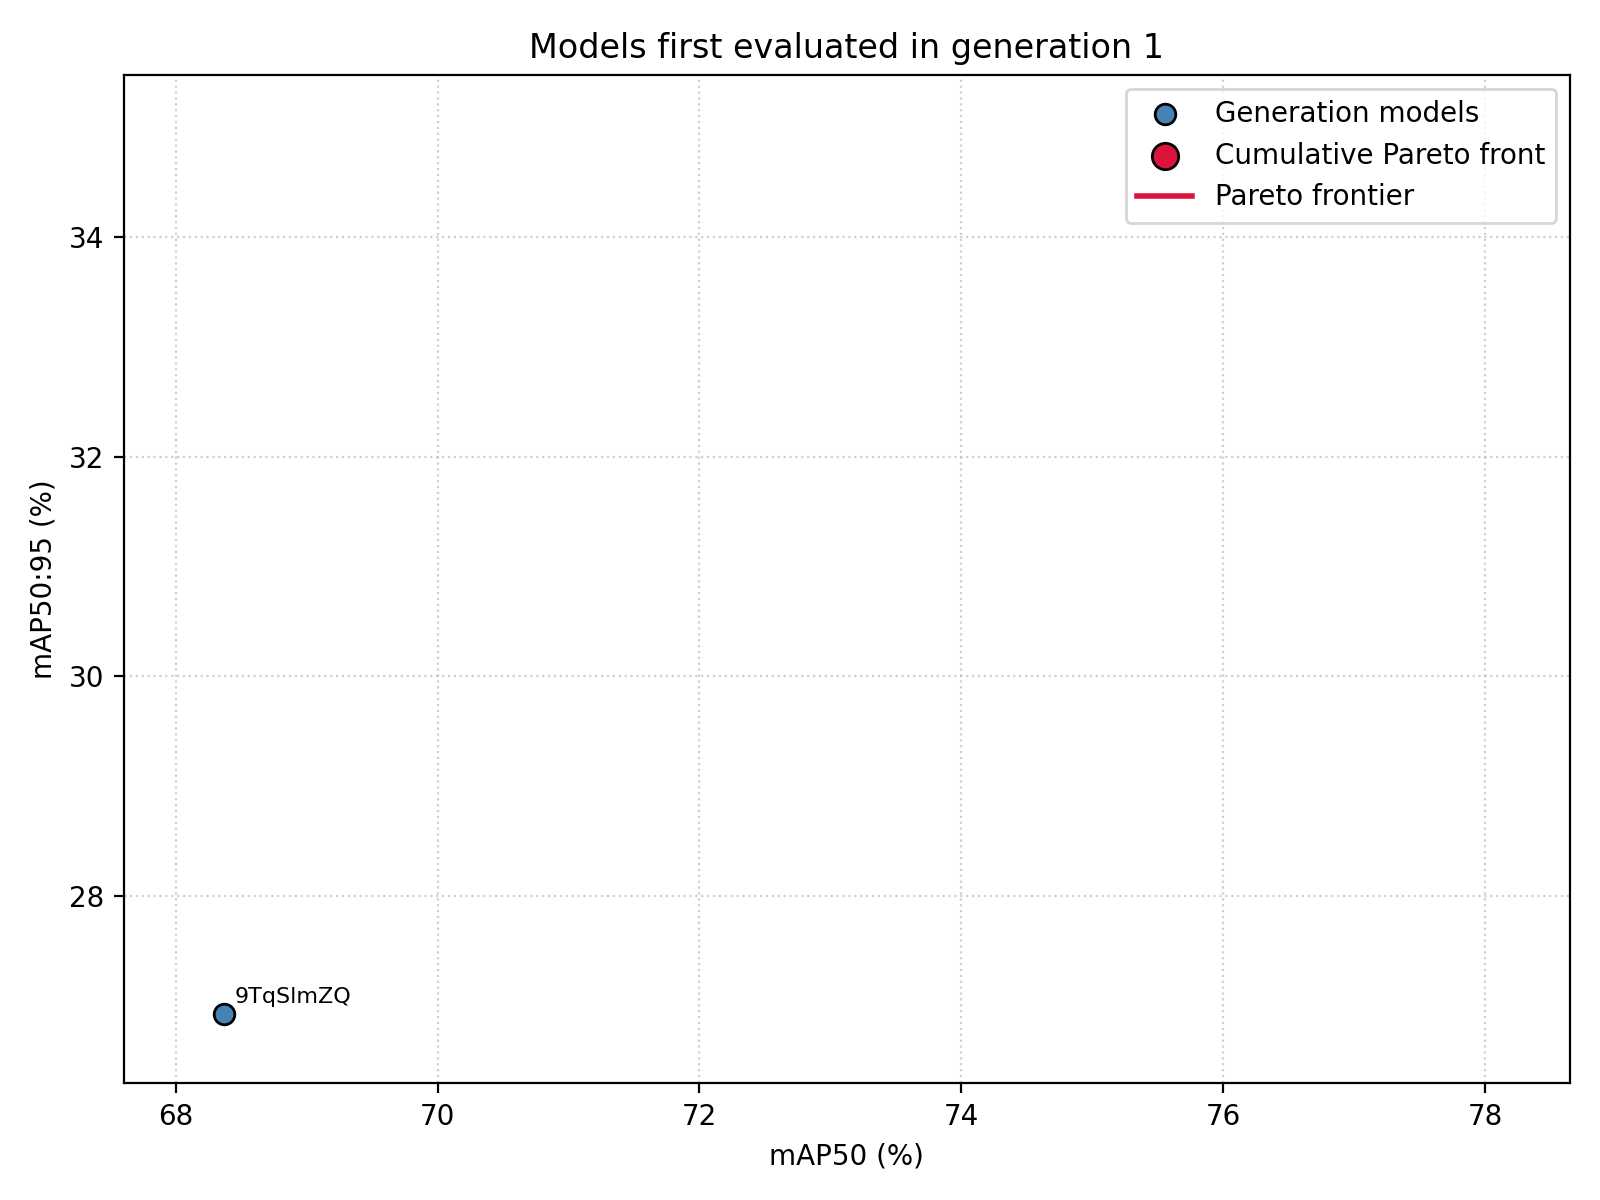 Models first evaluated in generation 1
Generation models
Cumulative Pareto front
Pareto frontier
mAP50:95 (%)
34
32
30
28
9TqSlmZQ
68 70 72 74 76 78
mAP50 (%)